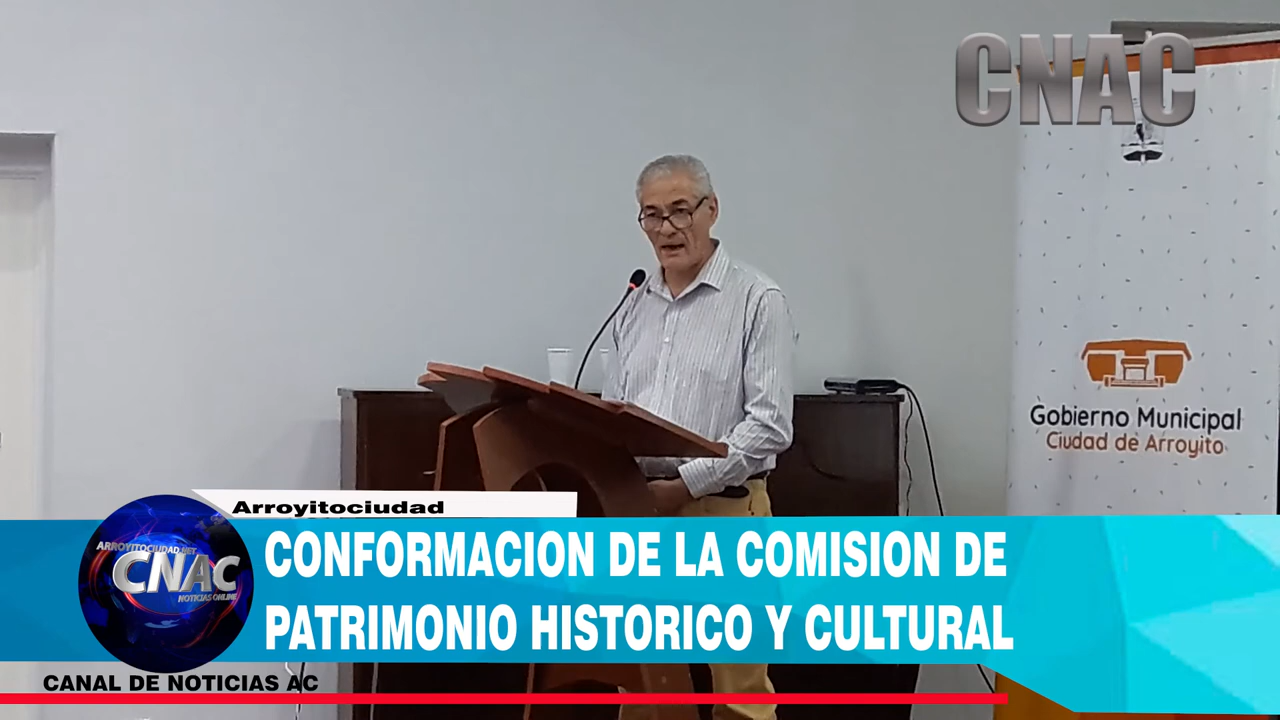 CNAC
Gobierno Municipal
Ciudad de Arroyito
Arroyitociudad
ARROYITOCIUDAD.NET
CNAC
NOTICIAS ONLINE
CONFORMACION DE LA COMISION DE
PATRIMONIO HISTORICO Y CULTURAL
CANAL DE NOTICIAS AC